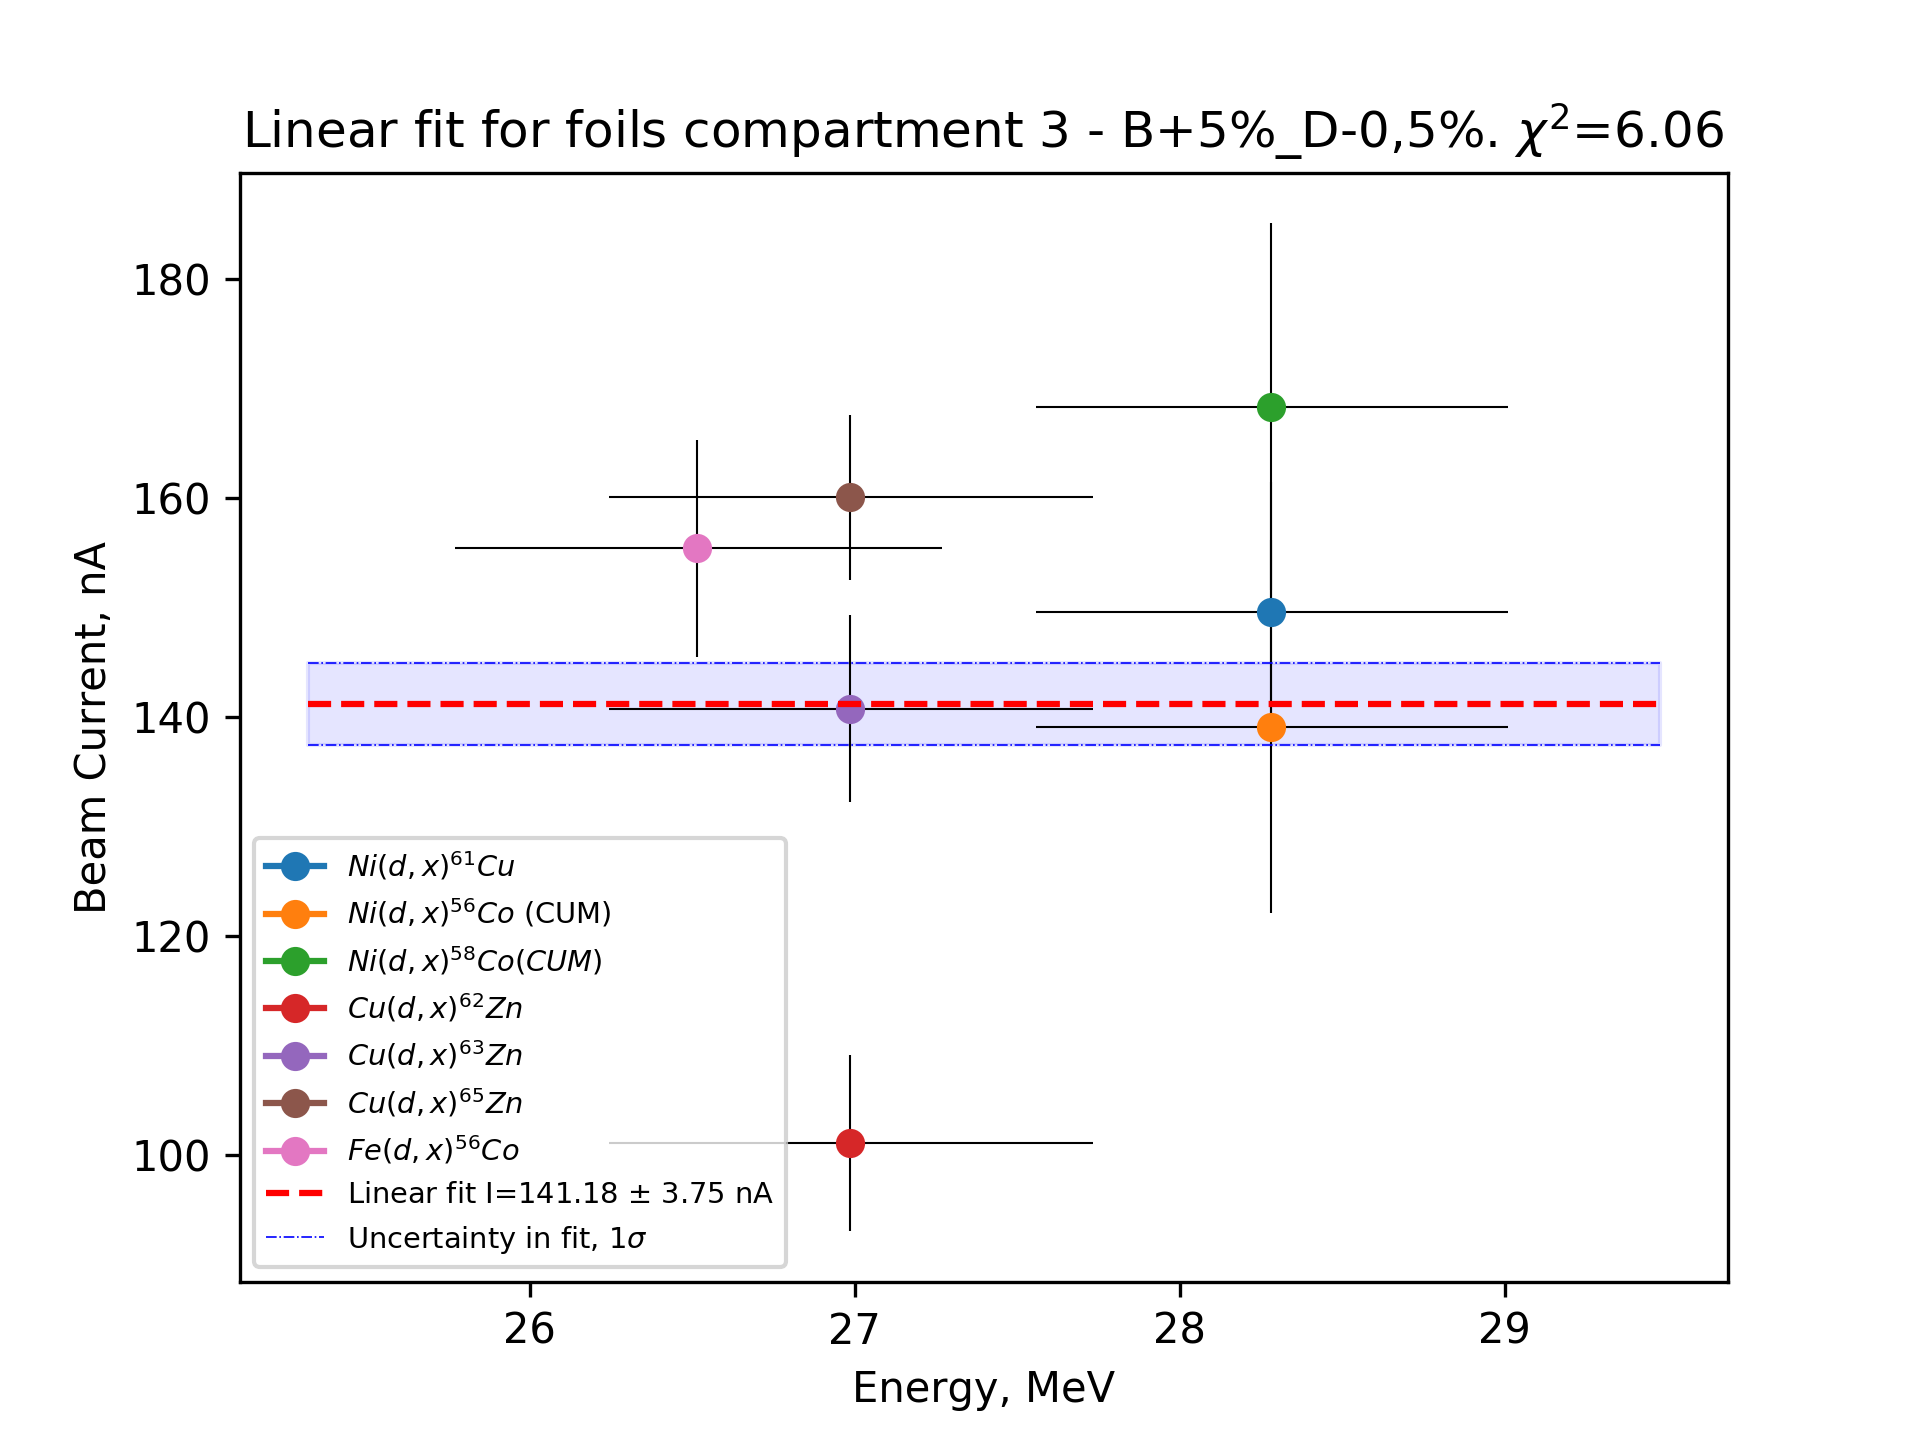 Linear fit for foils compartment 3 - B+5%_D-0,5%. χ²=6.06
180
160
140
120
100
Beam Current, nA
Ni(d, x)⁶¹Cu
Ni(d, x)⁵⁶Co (CUM)
Ni(d, x)⁵⁸Co(CUM)
Cu(d, x)⁶²Zn
Cu(d, x)⁶³Zn
Cu(d, x)⁶⁵Zn
Fe(d, x)⁵⁶Co
Linear fit I=141.18 ± 3.75 nA
Uncertainty in fit, 1σ
26 27 28 29
Energy, MeV